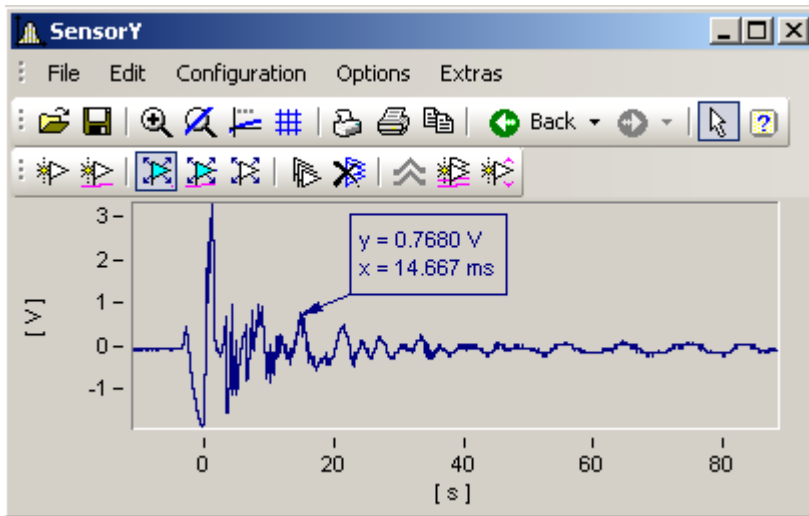 SensorY
File Edit Configuration Options Extras
Back
3
2
1
0
-1
[ V ]
y = 0.7680 V
x = 14.667 ms
0 20 40 60 80
[ s ]